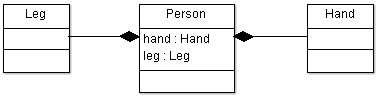 Leg
Person
hand : Hand
leg : Leg
Hand